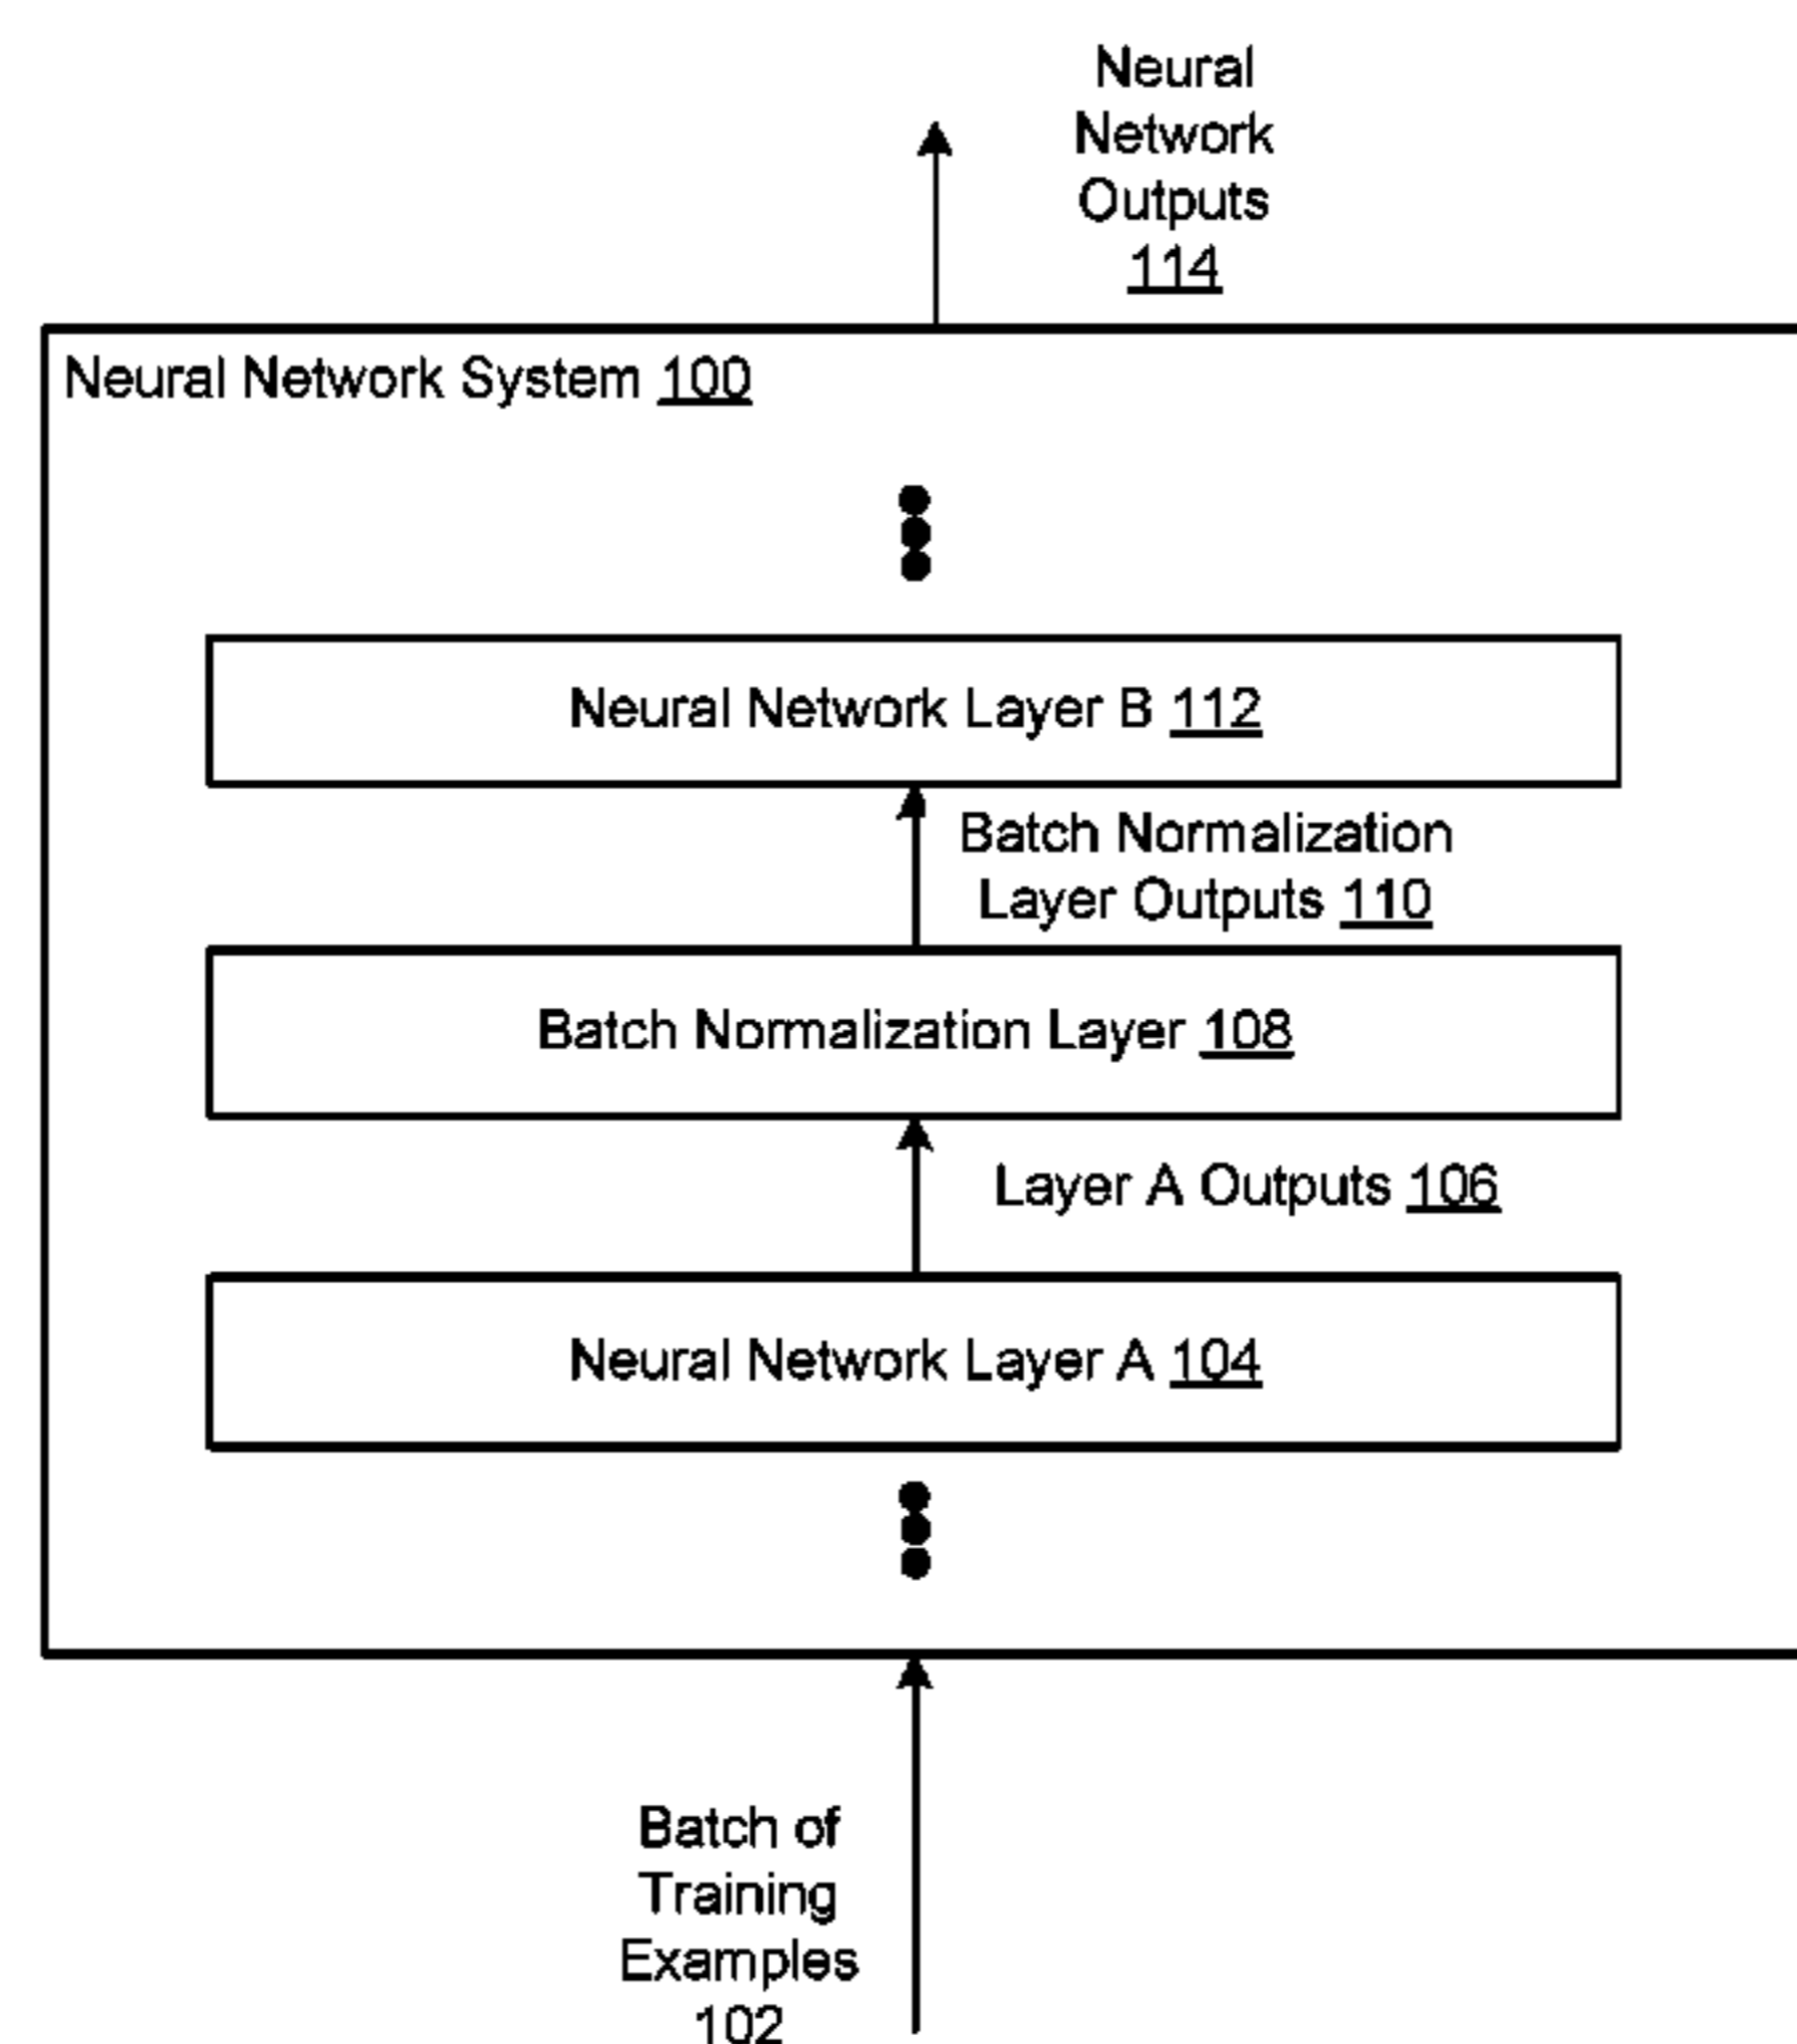 Neural
Network
Outputs
114
Neural Network System 100
Neural Network Layer B 112
Batch Normalization
Layer Outputs 110
Batch Normalization Layer 108
Layer A Outputs 106
Neural Network Layer A 104
Batch of
Training
Examples
102